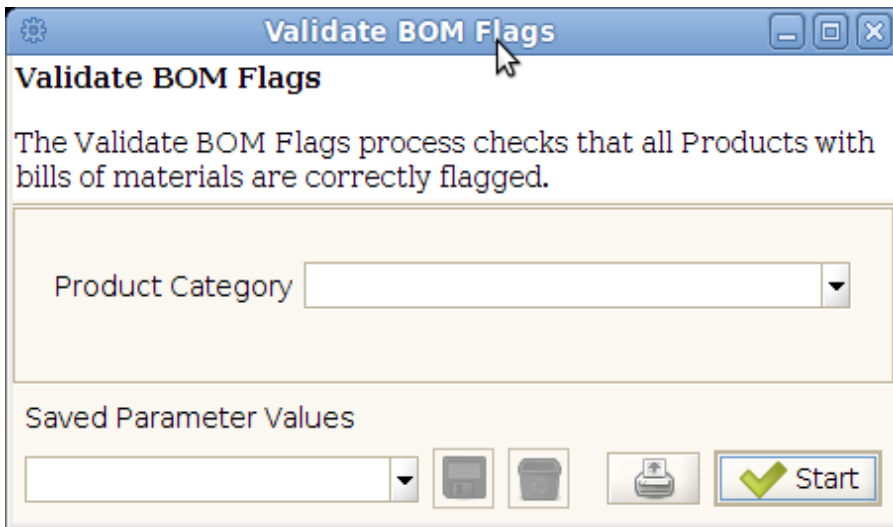 Validate BOM Flags
Validate BOM Flags
The Validate BOM Flags process checks that all Products with
bills of materials are correctly flagged.
Product Category
Saved Parameter Values
Start